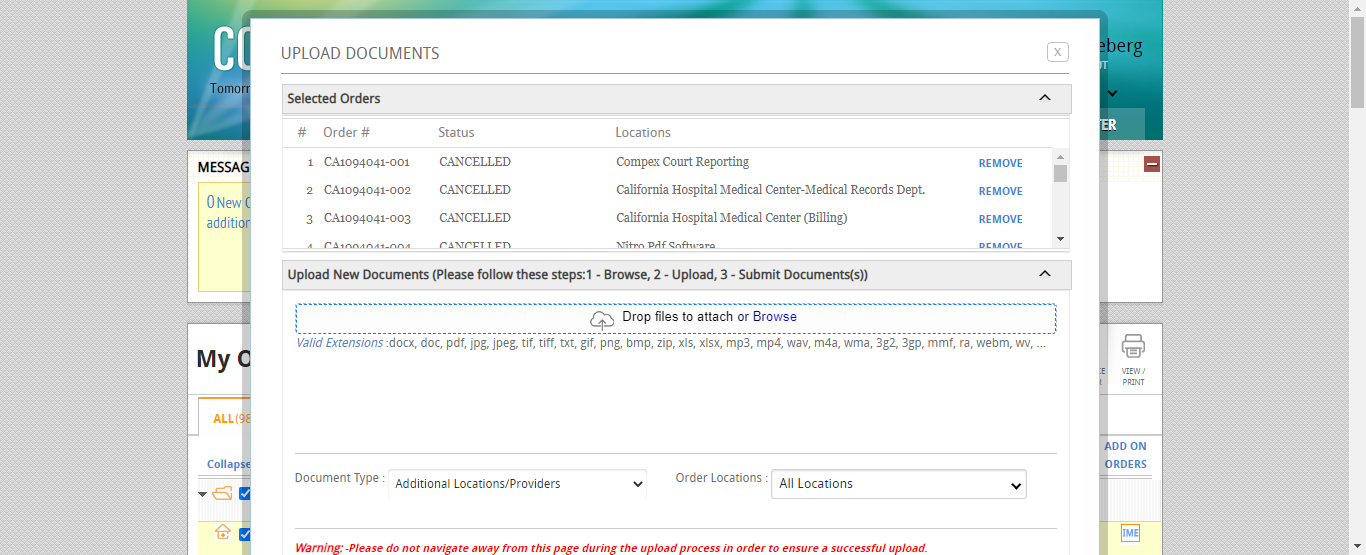 CO
Tomorr
eberg
UT
TER
UPLOAD DOCUMENTS
X
Selected Orders
# Order # Status Locations
1 CA1094041-001 CANCELLED Compex Court Reporting REMOVE
2 CA1094041-002 CANCELLED California Hospital Medical Center-Medical Records Dept. REMOVE
3 CA1094041-003 CANCELLED California Hospital Medical Center (Billing) REMOVE
4 CA1094041-004 CANCELLED Nitro Pdf Software REMOVE
MESSAG
0 New C
addition
Upload New Documents (Please follow these steps:1 - Browse, 2 - Upload, 3 - Submit Documents(s))
Drop files to attach or Browse
Valid Extensions :docx, doc, pdf, jpg, jpeg, tif, tiff, txt, gif, png, bmp, zip, xls, xlsx, mp3, mp4, wav, m4a, wma, 3g2, 3gp, mmf, ra, webm, wv, ...
My O
CE
R
VIEW /
PRINT
ALL(98
ADD ON
ORDERS
Collapse
Document Type : Additional Locations/Providers Order Locations : All Locations
IME
Warning: -Please do not navigate away from this page during the upload process in order to ensure a successful upload.